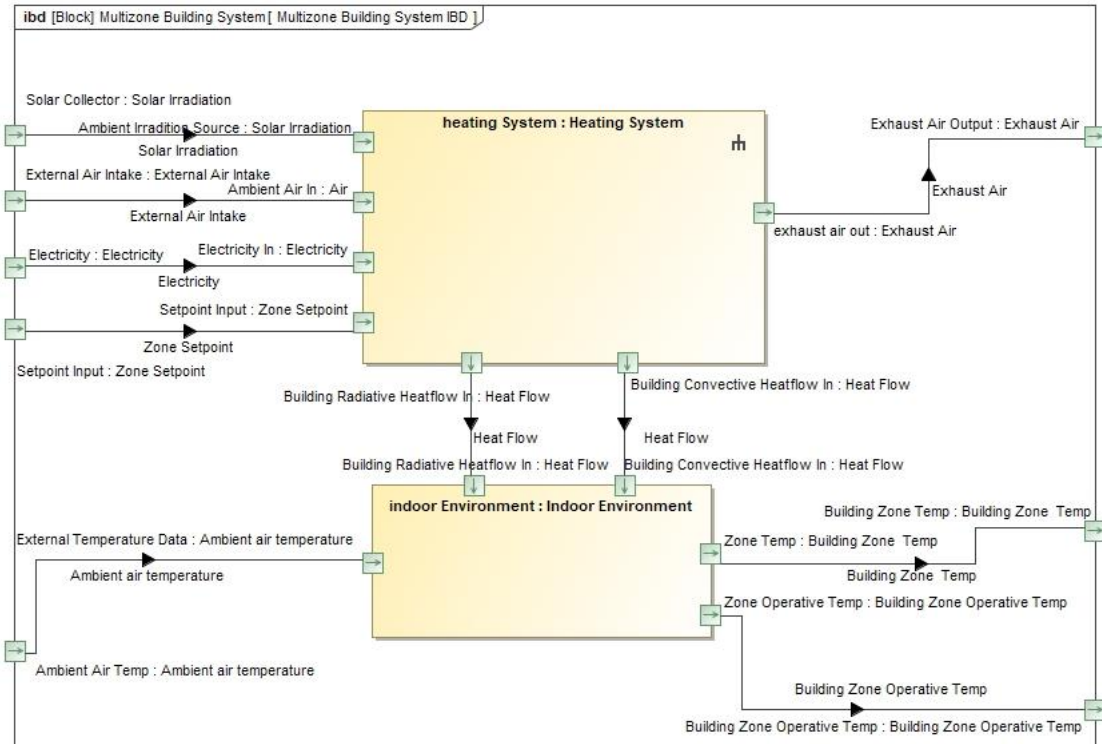 ibd [Block] Multizone Building System[ Multizone Building System IBD ]
Solar Collector : Solar Irradiation
Ambient Irradition Source : Solar Irradiation
Solar Irradiation
External Air Intake : External Air Intake
Ambient Air In : Air
External Air Intake
Electricity : Electricity
Electricity In : Electricity
Electricity
Setpoint Input : Zone Setpoint
Zone Setpoint
Setpoint Input : Zone Setpoint
heating System : Heating System
Exhaust Air Output : Exhaust Air
Exhaust Air
exhaust air out : Exhaust Air
Building Radiative Heatflow In : Heat Flow
Building Convective Heatflow In : Heat Flow
Heat Flow
Heat Flow
Building Radiative Heatflow In : Heat Flow
Building Convective Heatflow In : Heat Flow
indoor Environment : Indoor Environment
External Temperature Data : Ambient air temperature
Ambient air temperature
Ambient Air Temp : Ambient air temperature
Building Zone Temp : Building Zone Temp
Zone Temp : Building Zone Temp
Building Zone Temp
Zone Operative Temp : Building Zone Operative Temp
Building Zone Operative Temp
Building Zone Operative Temp : Building Zone Operative Temp